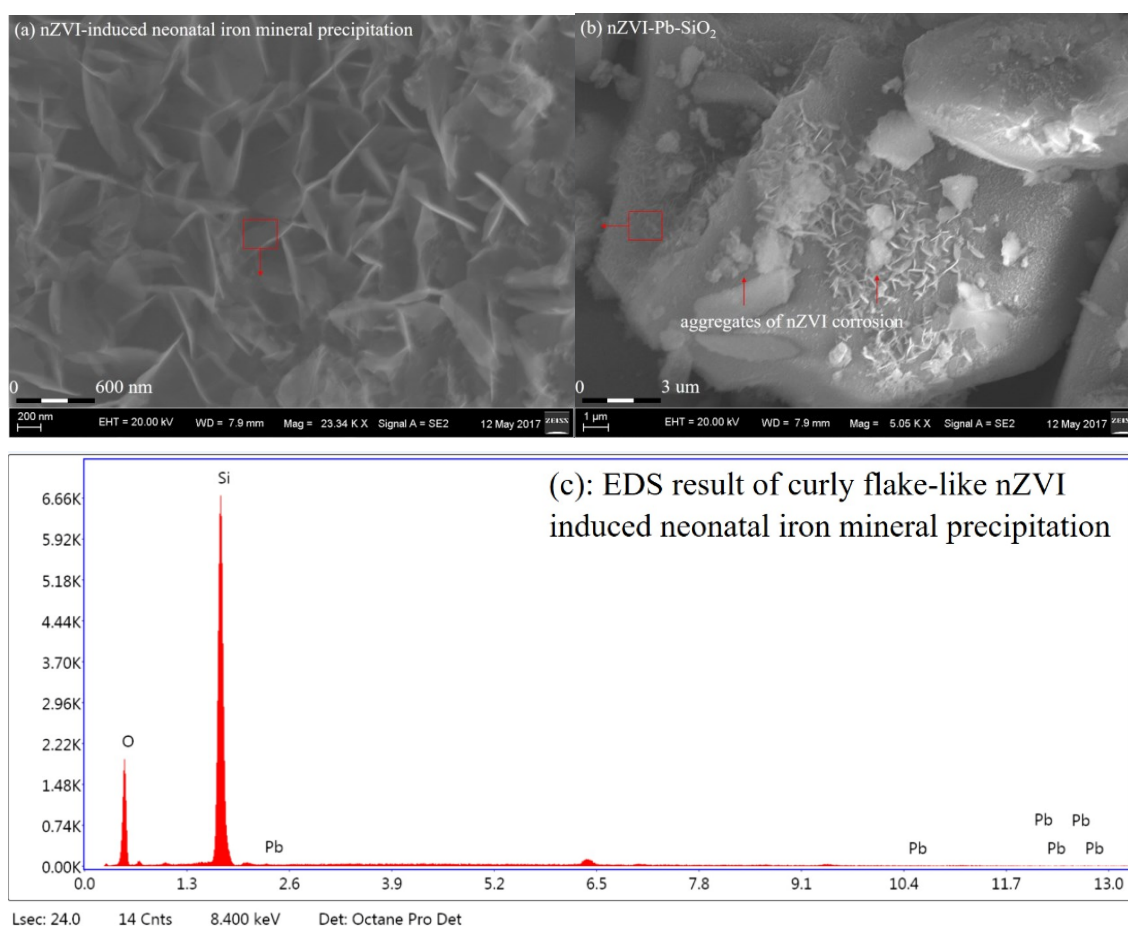 (a) nZVI-induced neonatal iron mineral precipitation
0 600 nm
200 nm EHT = 20.00 kV WD = 7.9 mm Mag = 23.34 K X Signal A = SE2 12 May 2017 ZEISS
(b) nZVI-Pb-SiO₂
aggregates of nZVI corrosion
0 3 um
1 µm EHT = 20.00 kV WD = 7.9 mm Mag = 5.05 K X Signal A = SE2 12 May 2017 ZEISS
(c): EDS result of curly flake-like nZVI
induced neonatal iron mineral precipitation
Si
6.66K
5.92K
5.18K
4.44K
3.70K
2.96K
2.22K
O
1.48K
0.74K
Pb Pb Pb
Pb Pb Pb
0.00K
0.0 1.3 2.6 3.9 5.2 6.5 7.8 9.1 10.4 11.7 13.0
Lsec: 24.0 14 Cnts 8.400 keV Det: Octane Pro Det